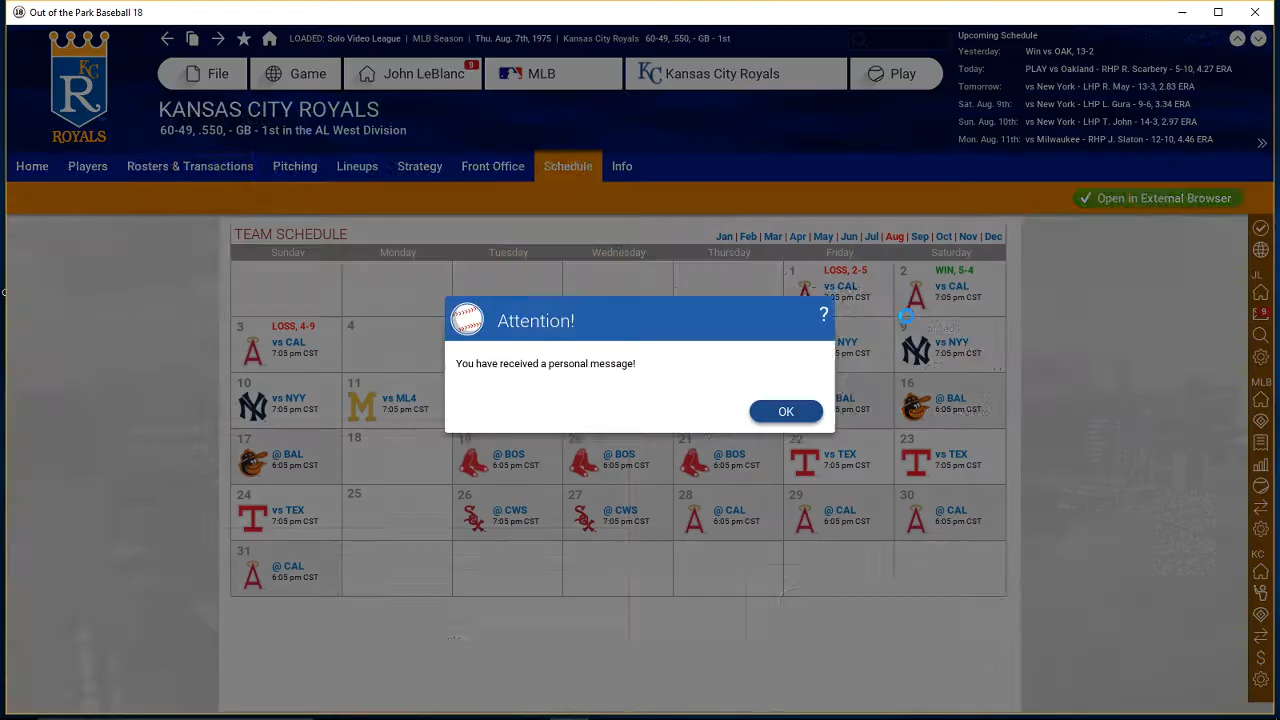 Out of the Park Baseball 18
LOADED: Solo Video League | MLB Season | Thu. Aug. 7th, 1975 | Kansas City Royals 60-49, .550, - GB - 1st
File
Game
John LeBlanc
9
MLB
Kansas City Royals
Play
KANSAS CITY ROYALS
60-49, .550, - GB - 1st in the AL West Division
Upcoming Schedule
Yesterday: Win vs OAK, 13-2
Today: PLAY vs Oakland - RHP R. Scarbery - 5-10, 4.27 ERA
Tomorrow: vs New York - LHP R. May - 13-3, 2.83 ERA
Sat. Aug. 9th: vs New York - LHP L. Gura - 9-6, 3.34 ERA
Sun. Aug. 10th: vs New York - LHP T. John - 14-3, 2.97 ERA
Mon. Aug. 11th: vs Milwaukee - RHP J. Slaton - 12-10, 4.46 ERA
KC
R
ROYALS
Home Players Rosters & Transactions Pitching Lineups Strategy Front Office Schedule Info
Open in External Browser
TEAM SCHEDULE
Jan | Feb | Mar | Apr | May | Jun | Jul | Aug | Sep | Oct | Nov | Dec
Sunday Monday Tuesday Wednesday Thursday Friday Saturday
1 LOSS, 2-5 vs CAL 7:05 pm CST
2 WIN, 5-4 vs CAL 7:05 pm CST
3 LOSS, 4-9 vs CAL 7:05 pm CST
4
NYY
pm CST
9 vs NYY 7:05 pm CST
10 vs NYY 7:05 pm CST
11 vs ML4 7:05 pm CST
BAL
pm CST
16 @ BAL 6:05 pm CST
17 @ BAL 6:05 pm CST
18
19 @ BOS 6:05 pm CST
20 @ BOS 6:05 pm CST
21 @ BOS 6:05 pm CST
22 vs TEX 7:05 pm CST
23 vs TEX 7:05 pm CST
24 vs TEX 7:05 pm CST
25
26 @ CWS 7:05 pm CST
27 @ CWS 7:05 pm CST
28 @ CAL 6:05 pm CST
29 @ CAL 6:05 pm CST
30 @ CAL 6:05 pm CST
31 @ CAL 6:05 pm CST
Attention!
?
You have received a personal message!
OK
JL
9
MLB
KC